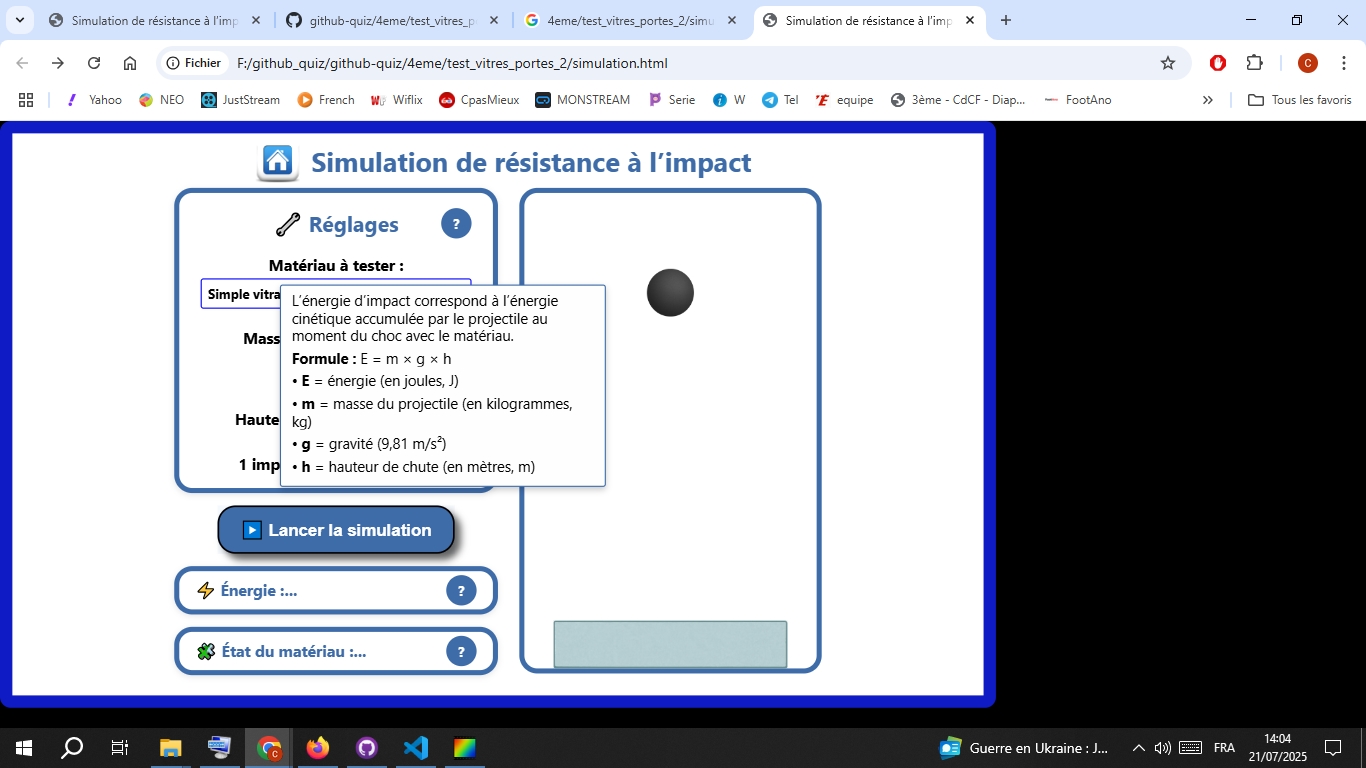 Simulation de résistance à l'imp
github-quiz/4eme/test_vitres_p
4eme/test_vitres_portes_2/simu
Simulation de résistance à l'imp
Fichier
F:/github_quiz/github-quiz/4eme/test_vitres_portes_2/simulation.html
C
Yahoo
NEO
JustStream
French
Wiflix
CpasMieux
MONSTREAM
Serie
W
Tel
equipe
3ème - CdCF - Diap...
FootAno
Tous les favoris
Simulation de résistance à l'impact
Réglages
?
Matériau à tester :
Simple vitra
L'énergie d'impact correspond à l'énergie
cinétique accumulée par le projectile au
moment du choc avec le matériau.
Mass
Formule : E = m × g × h
• E = énergie (en joules, J)
• m = masse du projectile (en kilogrammes,
kg)
Haute
• g = gravité (9,81 m/s²)
1 imp
• h = hauteur de chute (en mètres, m)
Lancer la simulation
Énergie :...
?
État du matériau :...
?
Guerre en Ukraine : J...
FRA
14:04
21/07/2025